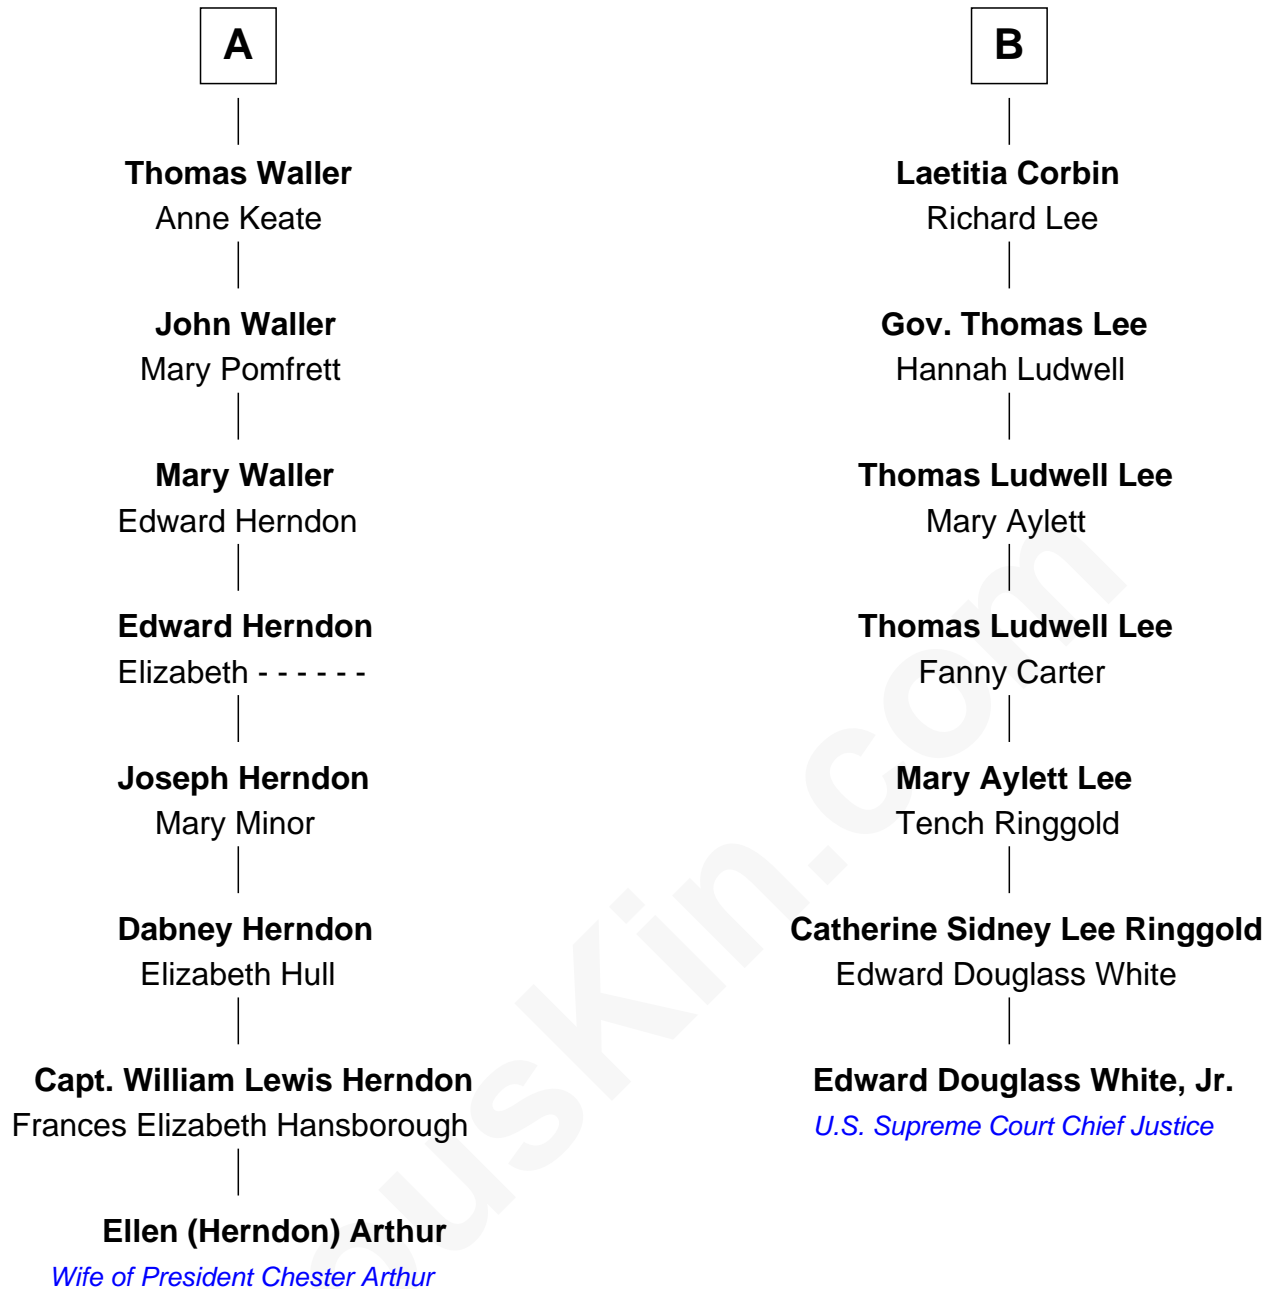 A
Thomas Waller
Anne Keate
John Waller
Mary Pomfrett
Mary Waller
Edward Herndon
Edward Herndon
Elizabeth - - - - - -
Joseph Herndon
Mary Minor
Dabney Herndon
Elizabeth Hull
Capt. William Lewis Herndon
Frances Elizabeth Hansborough
Ellen (Herndon) Arthur
Wife of President Chester Arthur
B
Laetitia Corbin
Richard Lee
Gov. Thomas Lee
Hannah Ludwell
Thomas Ludwell Lee
Mary Aylett
Thomas Ludwell Lee
Fanny Carter
Mary Aylett Lee
Tench Ringgold
Catherine Sidney Lee Ringgold
Edward Douglass White
Edward Douglass White, Jr.
U.S. Supreme Court Chief Justice
ousKin.com